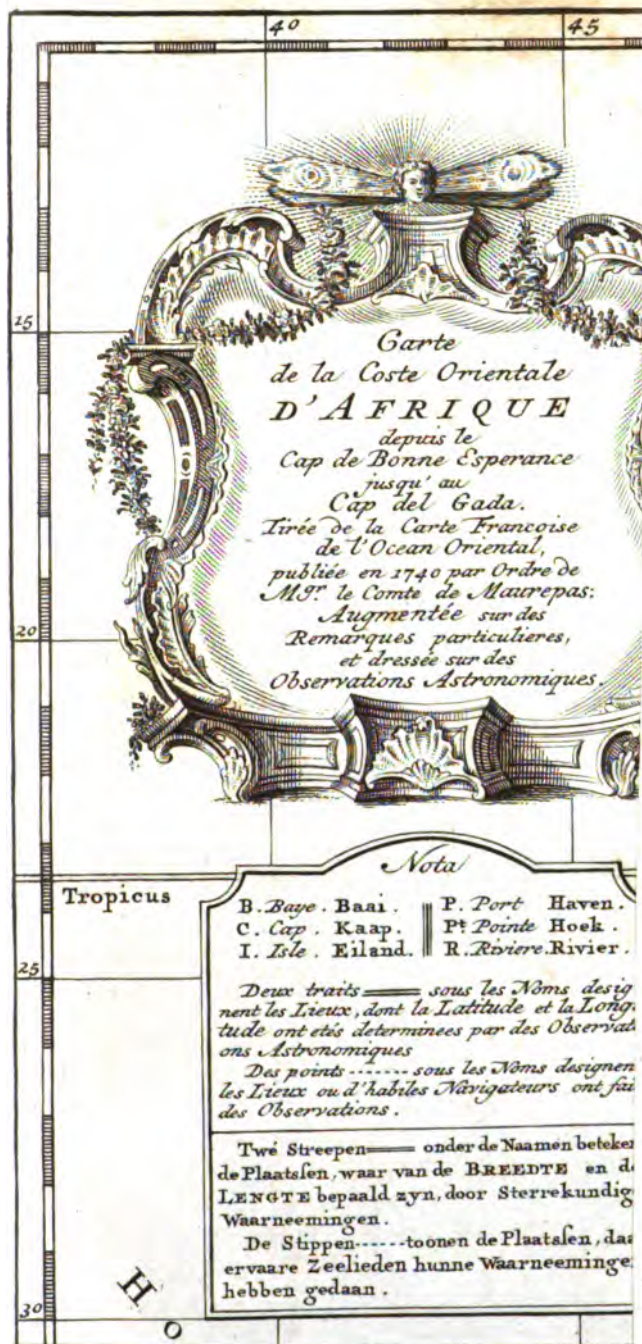 40 45
15
Carte
de la Coste Orientale
D'AFRIQUE
depuis le
Cap de Bonne Esperance
jusqu' au
Cap del Gada.
Tirée de la Carte Francoise
de l'Ocean Oriental,
publiée en 1740 par Ordre de
Mgr. le Comte de Maurepas:
Augmentée sur des
Remarques particulieres,
et dressée sur des
Observations Astronomiques.
20
Nota
Tropicus
B. Baye. Baai. P. Port Haven.
C. Cap. Kaap. Pt. Pointe Hoek.
I. Isle. Eiland. R. Riviere. Rivier.
25
Deux traits ═══ sous les Noms desig
nent les Lieux, dont la Latitude et la Longi
tude ont etés determinees par des Observati
ons Astronomiques
Des points ------- sous les Noms designen
les Lieux ou d'habiles Navigateurs ont fai
des Observations.
Twé Streepen ═══ onder de Naamen beteken
de Plaatsſen, waar van de BREEDTE en de
LENGTE bepaald zyn, door Sterrekundig
Waarneemingen.
De Stippen ------ toonen de Plaatsſen, daa
ervaare Zeelieden hunne Waarneeminge
hebben gedaan.
30
H O